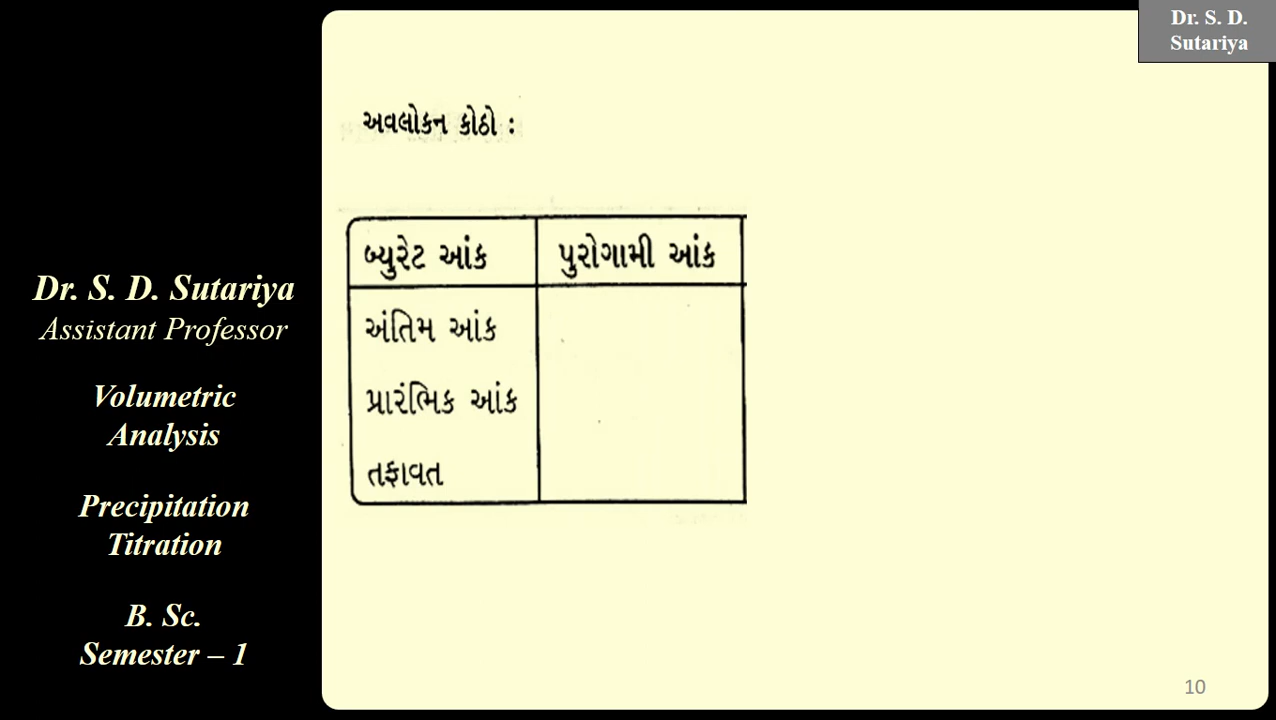 Dr. S. D.
Sutariya
Dr. S. D. Sutariya
Assistant Professor
Volumetric
Analysis
Precipitation
Titration
B. Sc.
Semester – 1
અવલોકન કોઠો :
બ્યુરેટ આંક પુરોગામી આંક
અંતિમ આંક
પ્રારંભિક આંક
તફાવત
10